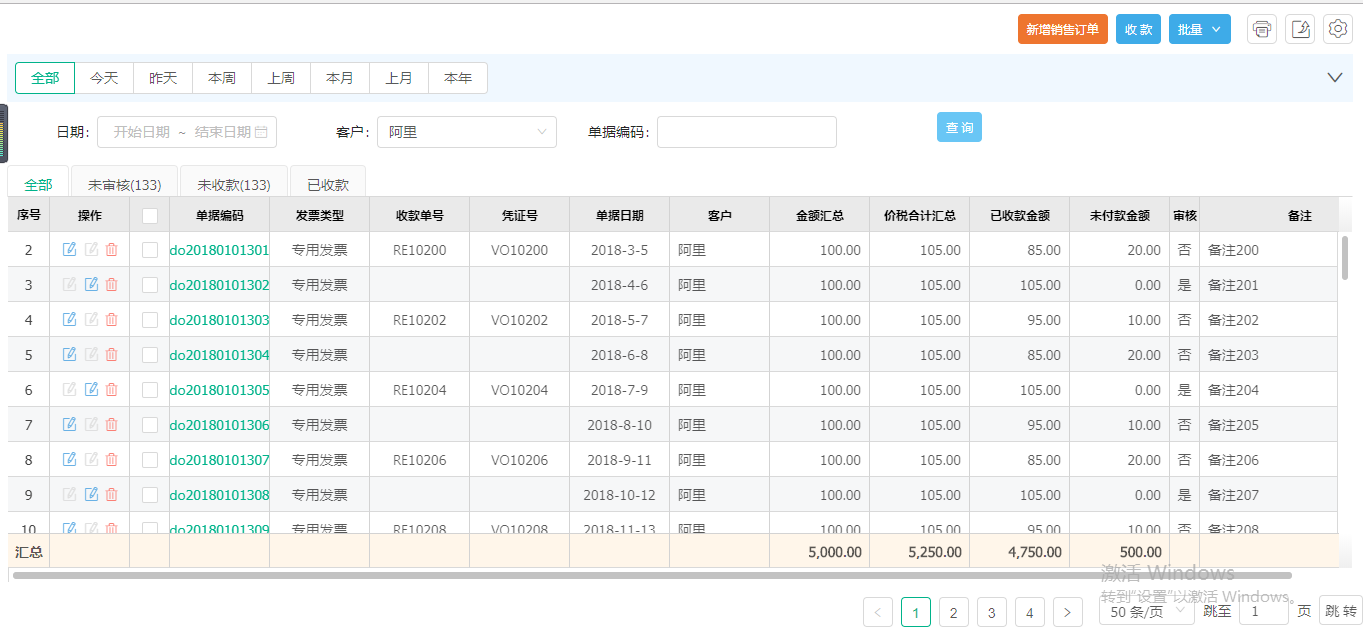 新增销售订单 收 款 批量
全部 今天 昨天 本周 上周 本月 上月 本年
日期: 开始日期 ~ 结束日期 客户: 阿里 单据编码: 查 询
全部 未审核(133) 未收款(133) 已收款
序号 操作 单据编码 发票类型 收款单号 凭证号 单据日期 客户 金额汇总 价税合计汇总 已收款金额 未付款金额 审核 备注
2 do20180101301 专用发票 RE10200 VO10200 2018-3-5 阿里 100.00 105.00 85.00 20.00 否 备注200
3 do20180101302 专用发票 2018-4-6 阿里 100.00 105.00 105.00 0.00 是 备注201
4 do20180101303 专用发票 RE10202 VO10202 2018-5-7 阿里 100.00 105.00 95.00 10.00 否 备注202
5 do20180101304 专用发票 2018-6-8 阿里 100.00 105.00 85.00 20.00 否 备注203
6 do20180101305 专用发票 RE10204 VO10204 2018-7-9 阿里 100.00 105.00 105.00 0.00 是 备注204
7 do20180101306 专用发票 2018-8-10 阿里 100.00 105.00 95.00 10.00 否 备注205
8 do20180101307 专用发票 RE10206 VO10206 2018-9-11 阿里 100.00 105.00 85.00 20.00 否 备注206
9 do20180101308 专用发票 2018-10-12 阿里 100.00 105.00 105.00 0.00 是 备注207
10 do20180101309 专用发票 RE10208 VO10208 2018-11-13 阿里 100.00 105.00 95.00 10.00 否 备注208
汇总 5,000.00 5,250.00 4,750.00 500.00
激活 Windows
转到"设置"以激活 Windows。
< 1 2 3 4 > 50 条/页 跳至 1 页 跳 转